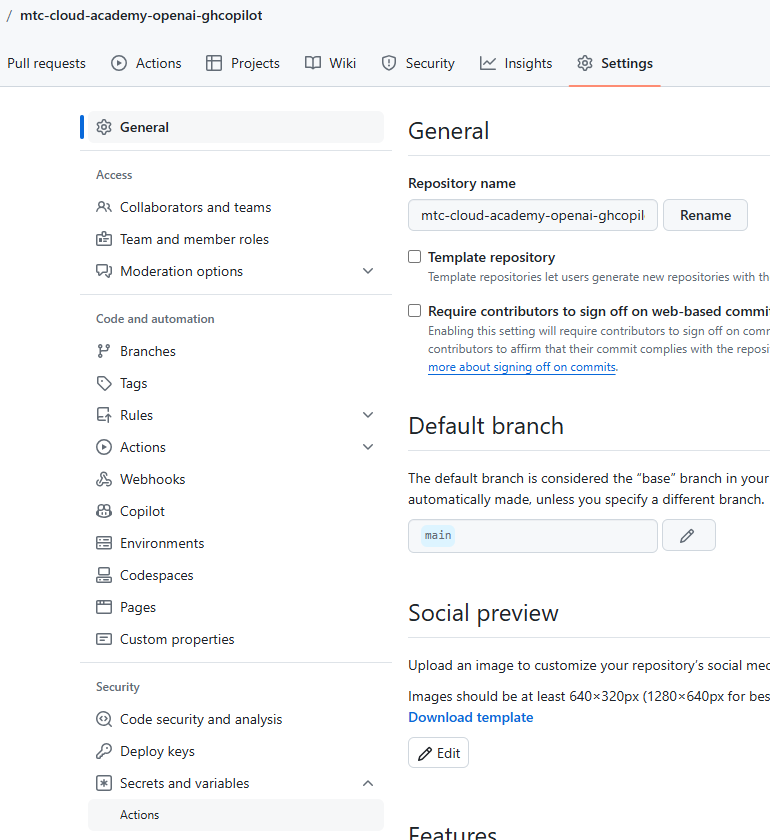 / mtc-cloud-academy-openai-ghcopilot
Pull requests Actions Projects Wiki Security Insights Settings
General
Access
Collaborators and teams
Team and member roles
Moderation options
Code and automation
Branches
Tags
Rules
Actions
Webhooks
Copilot
Environments
Codespaces
Pages
Custom properties
Security
Code security and analysis
Deploy keys
Secrets and variables
Actions
General
Repository name
mtc-cloud-academy-openai-ghcopil Rename
Template repository
Template repositories let users generate new repositories with th
Require contributors to sign off on web-based commi
Enabling this setting will require contributors to sign off on com
contributors to affirm that their commit complies with the reposi
more about signing off on commits.
Default branch
The default branch is considered the “base” branch in your
automatically made, unless you specify a different branch.
main
Social preview
Upload an image to customize your repository’s social med
Images should be at least 640×320px (1280×640px for bes
Download template
Edit
Features